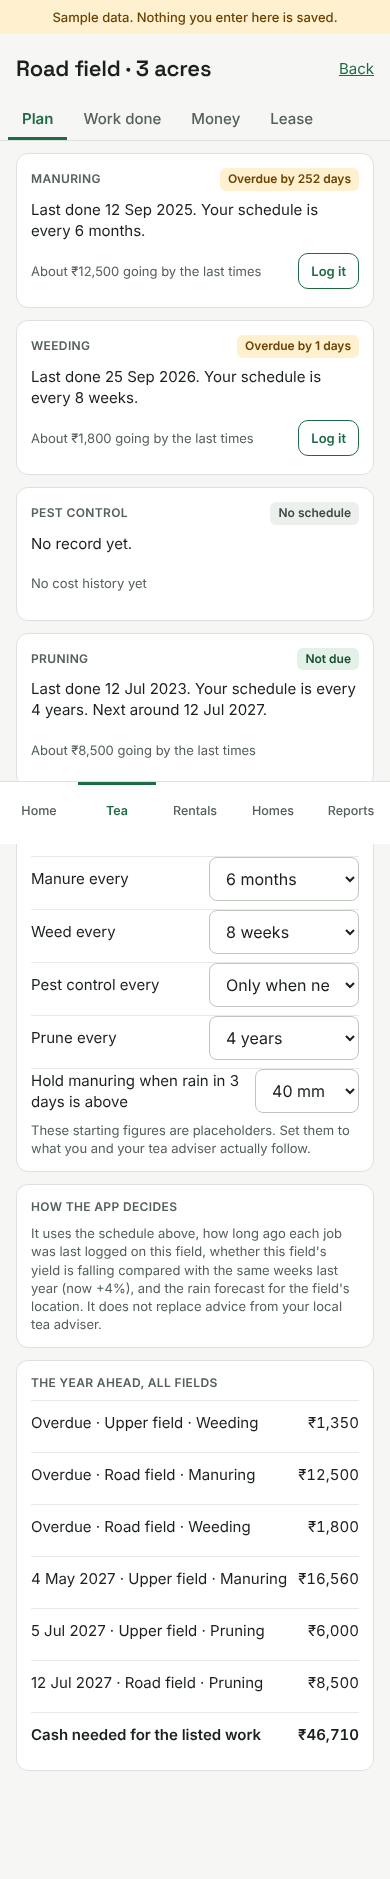 Sample data. Nothing you enter here is saved.
Road field · 3 acres
Back
Plan
Work done
Money
Lease
MANURING
Overdue by 252 days
Last done 12 Sep 2025. Your schedule is
every 6 months.
About ₹12,500 going by the last times
Log it
WEEDING
Overdue by 1 days
Last done 25 Sep 2026. Your schedule is
every 8 weeks.
About ₹1,800 going by the last times
Log it
PEST CONTROL
No schedule
No record yet.
No cost history yet
PRUNING
Not due
Last done 12 Jul 2023. Your schedule is every
4 years. Next around 12 Jul 2027.
About ₹8,500 going by the last times
Home
Tea
Rentals
Homes
Reports
Manure every
6 months
Weed every
8 weeks
Pest control every
Only when ne
Prune every
4 years
Hold manuring when rain in 3
days is above
40 mm
These starting figures are placeholders. Set them to
what you and your tea adviser actually follow.
HOW THE APP DECIDES
It uses the schedule above, how long ago each job
was last logged on this field, whether this field's
yield is falling compared with the same weeks last
year (now +4%), and the rain forecast for the field's
location. It does not replace advice from your local
tea adviser.
THE YEAR AHEAD, ALL FIELDS
Overdue · Upper field · Weeding ₹1,350
Overdue · Road field · Manuring ₹12,500
Overdue · Road field · Weeding ₹1,800
4 May 2027 · Upper field · Manuring ₹16,560
5 Jul 2027 · Upper field · Pruning ₹6,000
12 Jul 2027 · Road field · Pruning ₹8,500
Cash needed for the listed work ₹46,710